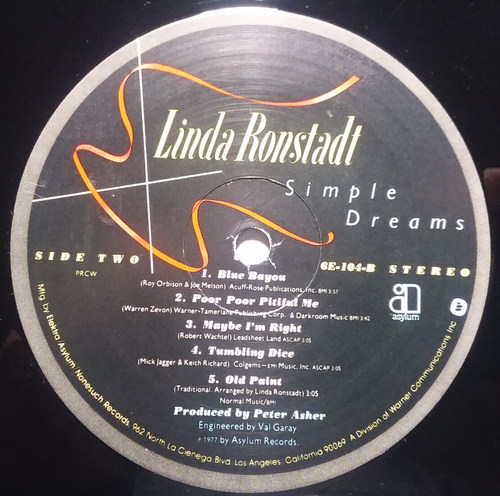 Linda Ronstadt
Simple
Dreams
SIDE TWO
6E-104-B STEREO
PRCW
1. Blue Bayou
(Roy Orbison & Joe Melson) Acuff-Rose Publications, Inc. BMI 3:57
2. Poor Poor Pitiful Me
(Warren Zevon) Warner-Tamerlane Publishing Corp. & Darkroom Music BMI 3:42
3. Maybe I'm Right
(Robert Wachtel) Leadsheet Land ASCAP 3:05
4. Tumbling Dice
(Mick Jagger & Keith Richard) Colgems-EMI Music, Inc. ASCAP 3:05
5. Old Paint
(Traditional. Arranged by Linda Ronstadt) 3:05
Normal Music/BMI
Produced by Peter Asher
Engineered by Val Garay
℗ 1977 by Asylum Records.
asylum
Mfg. by Elektra/Asylum/Nonesuch Records, 962 North La Cienega Blvd. Los Angeles, California 90069. A Division of Warner Communications Inc